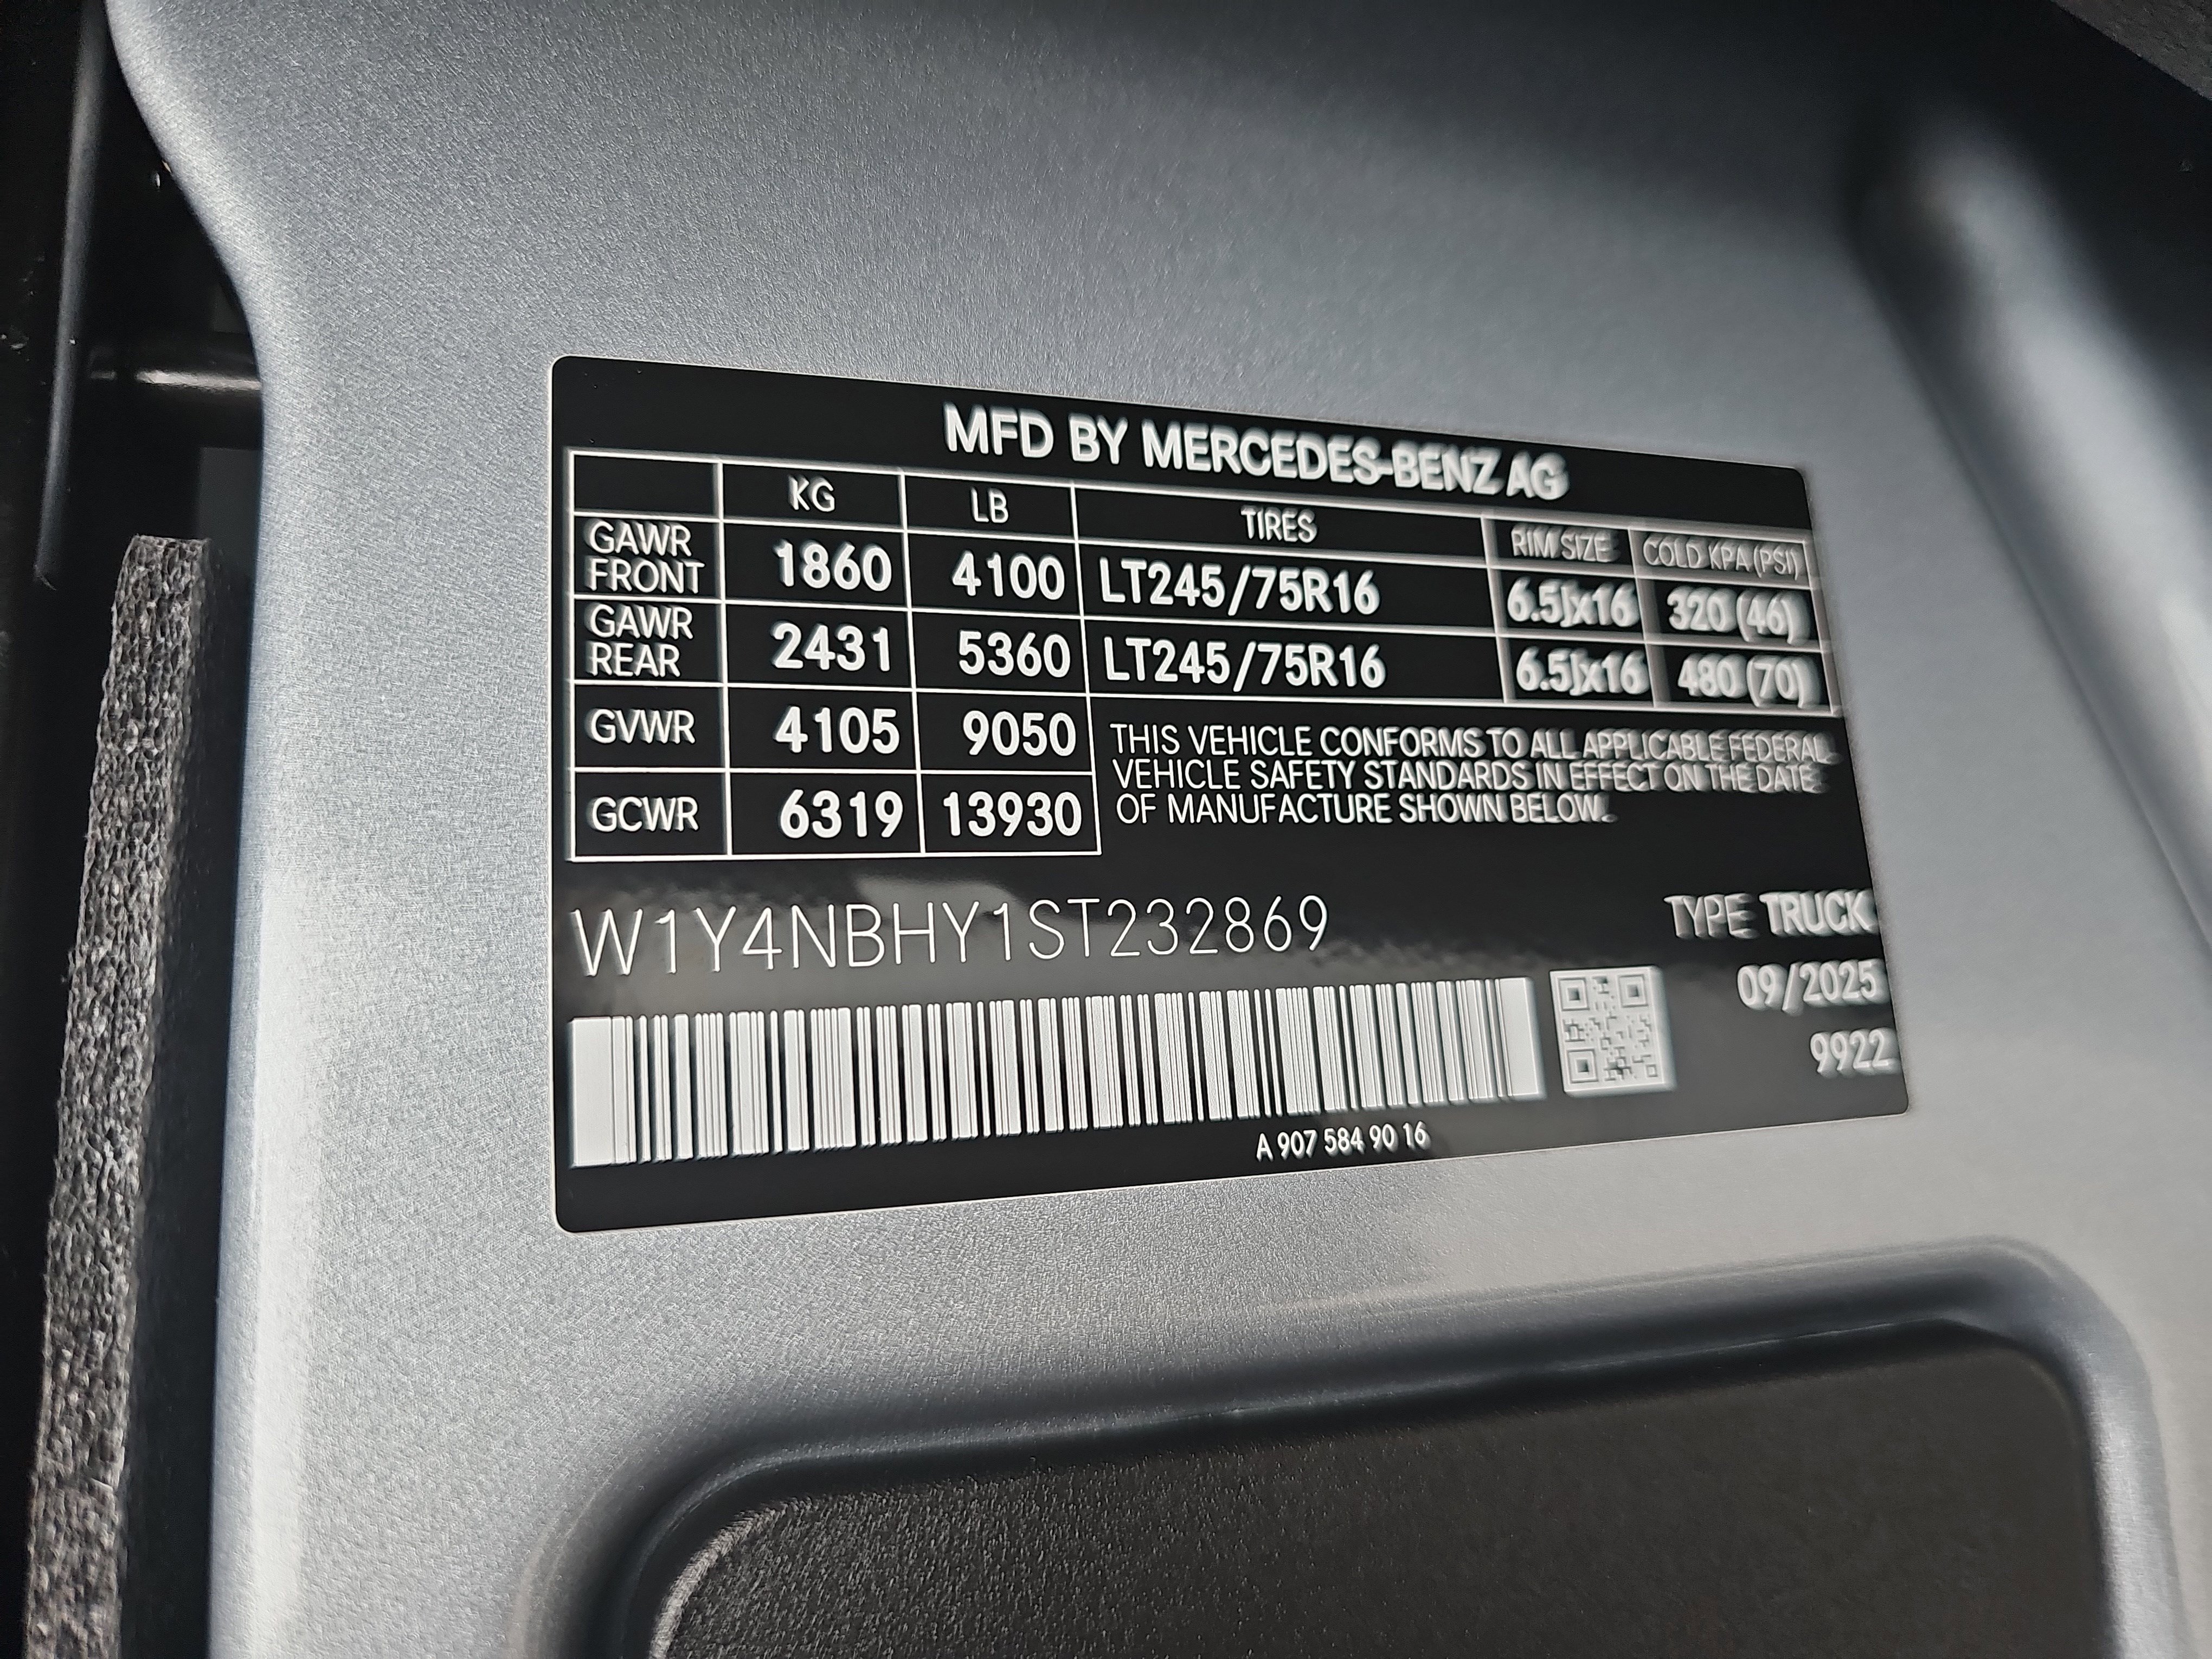 MFD BY MERCEDES-BENZ AG
KG LB TIRES RIM SIZE COLD KPA (PSI)
GAWR FRONT 1860 4100 LT245/75R16 6.5Jx16 320 (46)
GAWR REAR 2431 5360 LT245/75R16 6.5Jx16 480 (70)
GVWR 4105 9050
GCWR 6319 13930
THIS VEHICLE CONFORMS TO ALL APPLICABLE FEDERAL
VEHICLE SAFETY STANDARDS IN EFFECT ON THE DATE
OF MANUFACTURE SHOWN BELOW.
W1Y4NBHY1ST232869
TYPE TRUCK
09/2025
9922
A 907 584 90 16